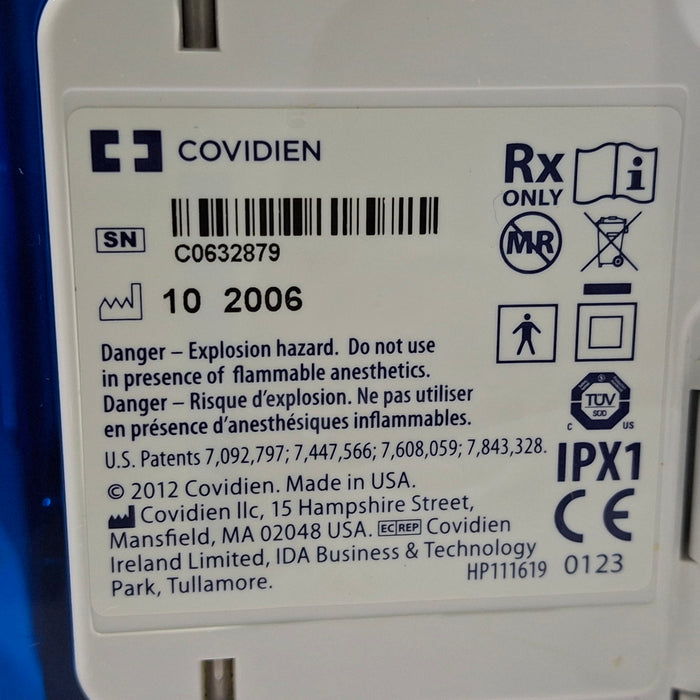 COVIDIEN
SN
C0632879
10 2006
Danger – Explosion hazard. Do not use
in presence of flammable anesthetics.
Danger – Risque d'explosion. Ne pas utiliser
en présence d'anesthésiques inflammables.
U.S. Patents 7,092,797; 7,447,566; 7,608,059; 7,843,328.
© 2012 Covidien. Made in USA.
Covidien llc, 15 Hampshire Street,
Mansfield, MA 02048 USA. EC REP Covidien
Ireland Limited, IDA Business & Technology
Park, Tullamore.
HP111619
Rx
ONLY
i
MR
TÜV
SÜD
C US
IPX1
CE
0123